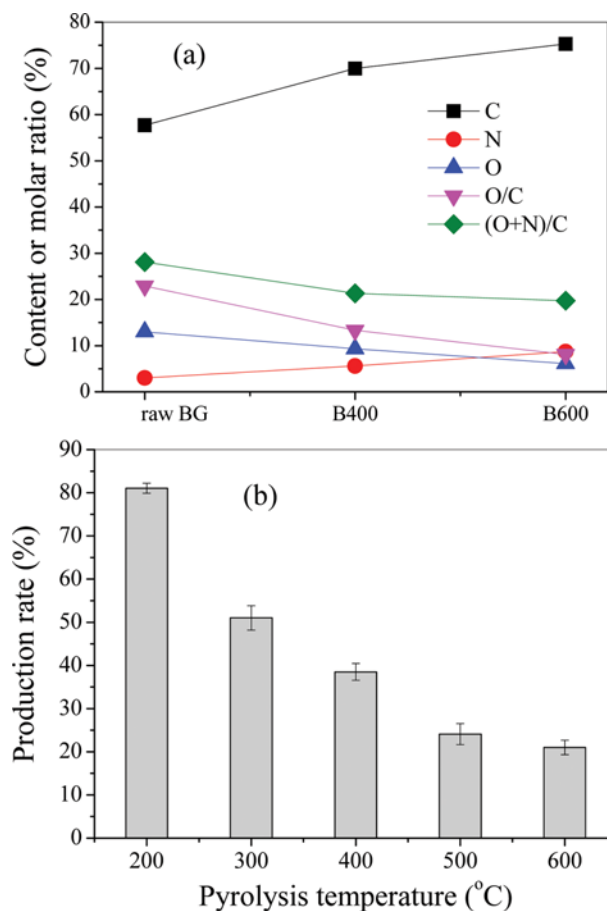 80
70
60
50
40
30
20
10
0
Content or molar ratio (%)
(a)
C
N
O
O/C
(O+N)/C
raw BG B400 B600
90
80
70
60
50
40
30
20
10
0
Production rate (%)
(b)
200 300 400 500 600
Pyrolysis temperature (°C)